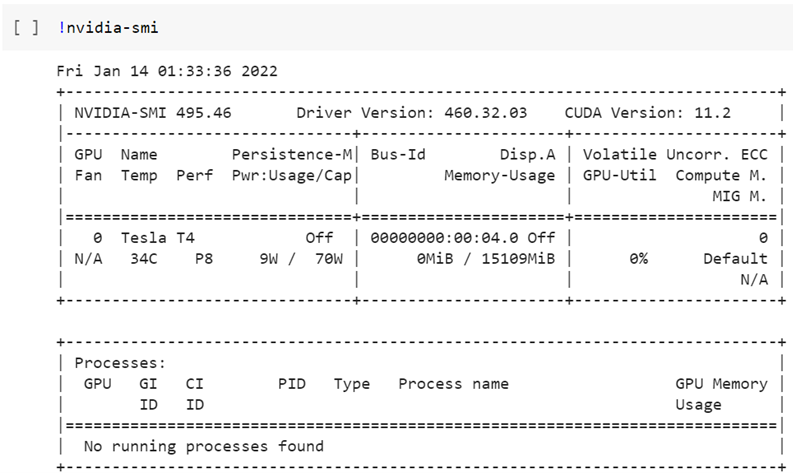 [ ] !nvidia-smi
Fri Jan 14 01:33:36 2022
+-----------------------------------------------------------------------------+
| NVIDIA-SMI 495.46       Driver Version: 460.32.03    CUDA Version: 11.2     |
|-------------------------------+----------------------+----------------------+
| GPU  Name        Persistence-M| Bus-Id        Disp.A | Volatile Uncorr. ECC |
| Fan  Temp  Perf  Pwr:Usage/Cap|         Memory-Usage | GPU-Util  Compute M. |
|                               |                      |               MIG M. |
|===============================+======================+======================|
|   0  Tesla T4            Off  | 00000000:00:04.0 Off |                    0 |
| N/A   34C    P8     9W /  70W |      0MiB / 15109MiB |      0%      Default |
|                               |                      |                  N/A |
+-------------------------------+----------------------+----------------------+
+-----------------------------------------------------------------------------+
| Processes:                                                                  |
|  GPU   GI   CI        PID   Type   Process name                  GPU Memory |
|        ID   ID                                                   Usage      |
|=============================================================================|
|  No running processes found                                                 |
+-----------------------------------------------------------------------------+